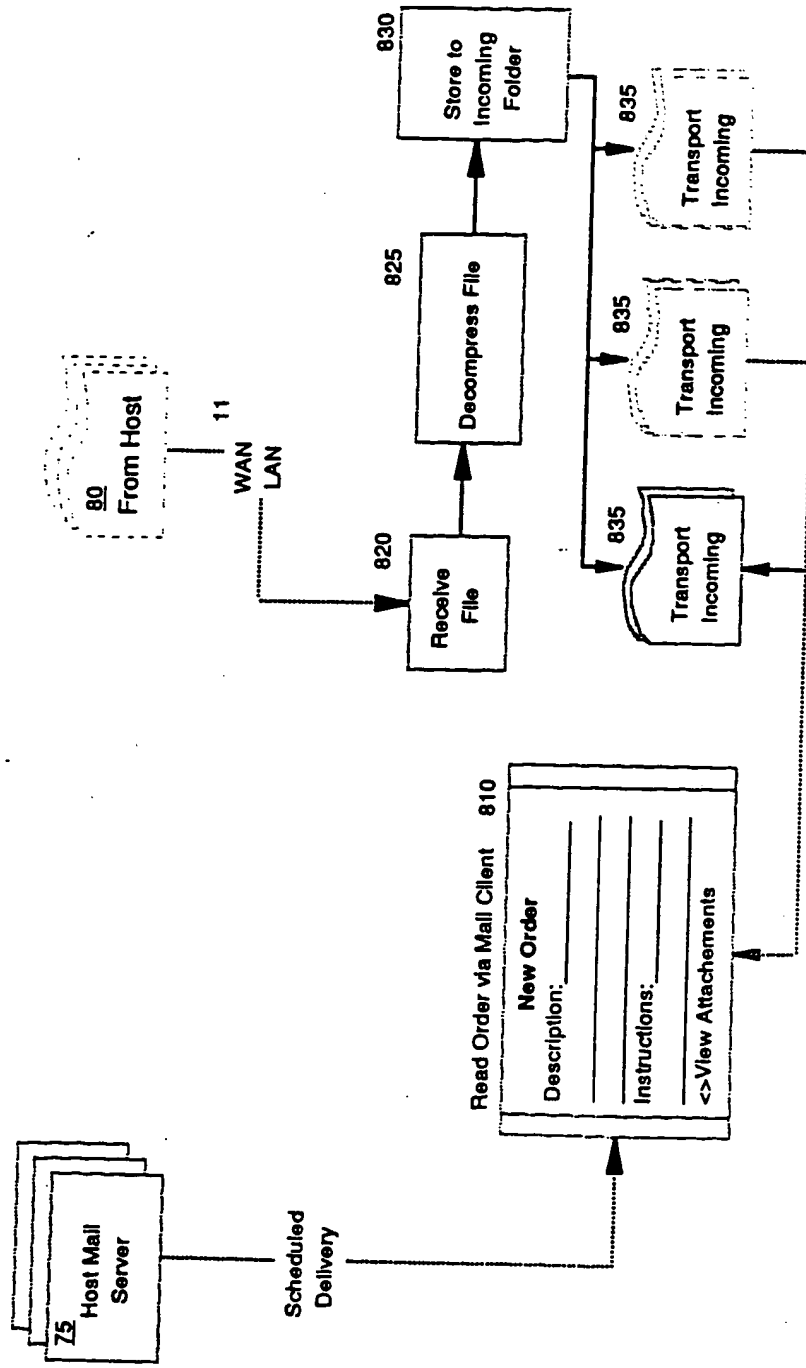 75 Host Mail
Server
Scheduled
Delivery
Read Order via Mail Client 810
New Order
Description:
Instructions:
<>View Attachements
80
From Host
11
WAN
LAN
820
Receive
File
825
Decompress File
830
Store to
Incoming
Folder
835
Transport
Incoming
835
Transport
Incoming
835
Transport
Incoming